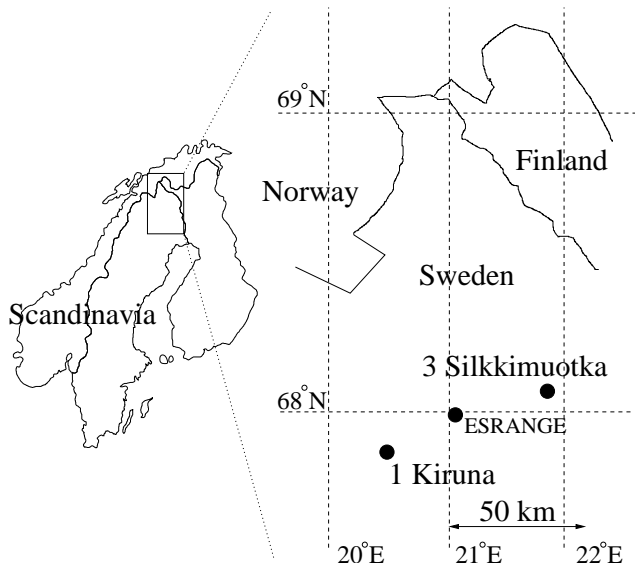 69°N
Finland
Norway
Sweden
Scandinavia
3 Silkkimuotka
68°N
ESRANGE
1 Kiruna
50 km
20°E
21°E
22°E